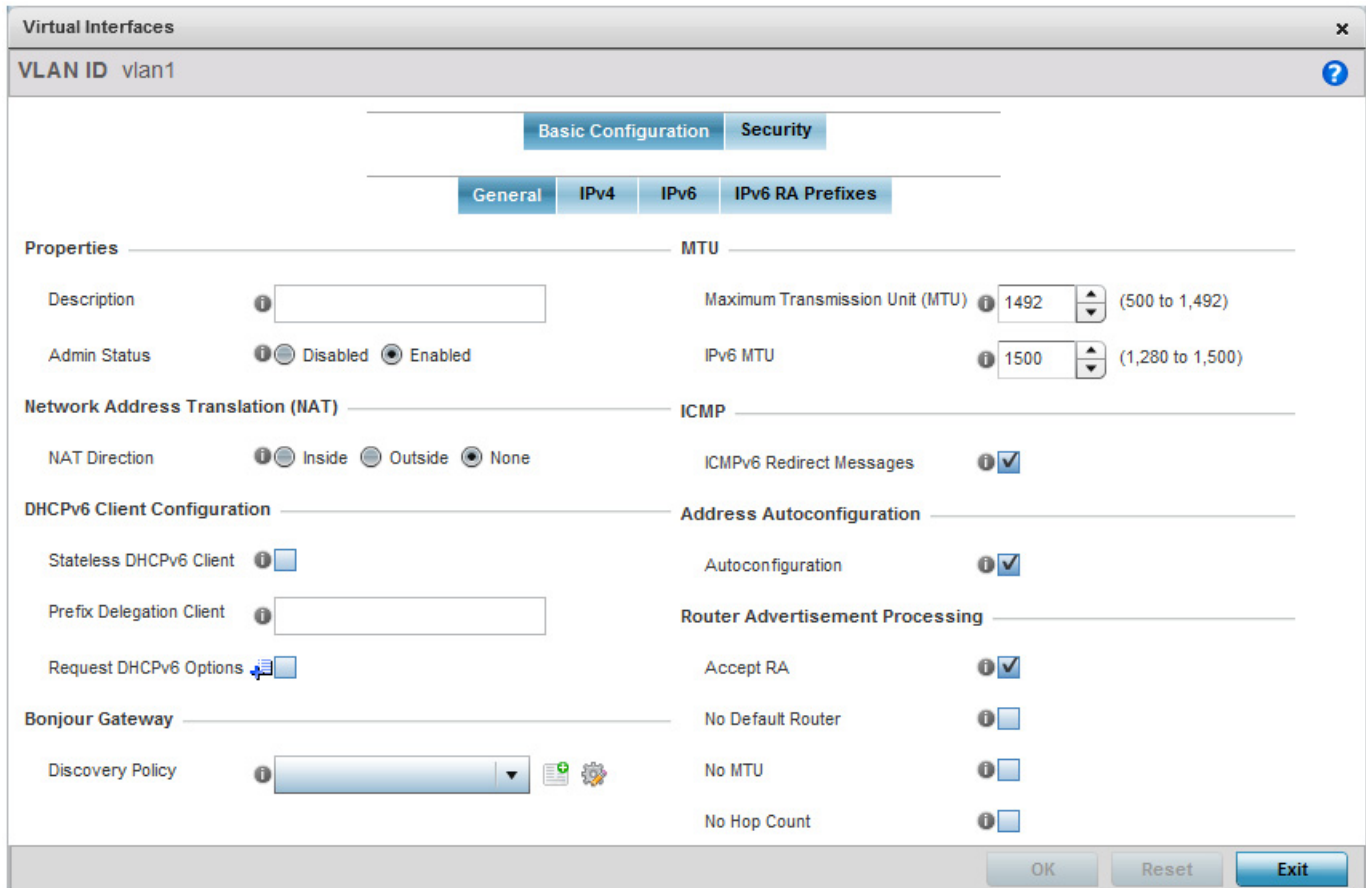 Virtual Interfaces
VLAN ID vlan1
Basic Configuration Security
General IPv4 IPv6 IPv6 RA Prefixes
Properties
Description
Admin Status Disabled Enabled
Network Address Translation (NAT)
NAT Direction Inside Outside None
DHCPv6 Client Configuration
Stateless DHCPv6 Client
Prefix Delegation Client
Request DHCPv6 Options
Bonjour Gateway
Discovery Policy
MTU
Maximum Transmission Unit (MTU) 1492 (500 to 1,492)
IPv6 MTU 1500 (1,280 to 1,500)
ICMP
ICMPv6 Redirect Messages
Address Autoconfiguration
Autoconfiguration
Router Advertisement Processing
Accept RA
No Default Router
No MTU
No Hop Count
OK Reset Exit